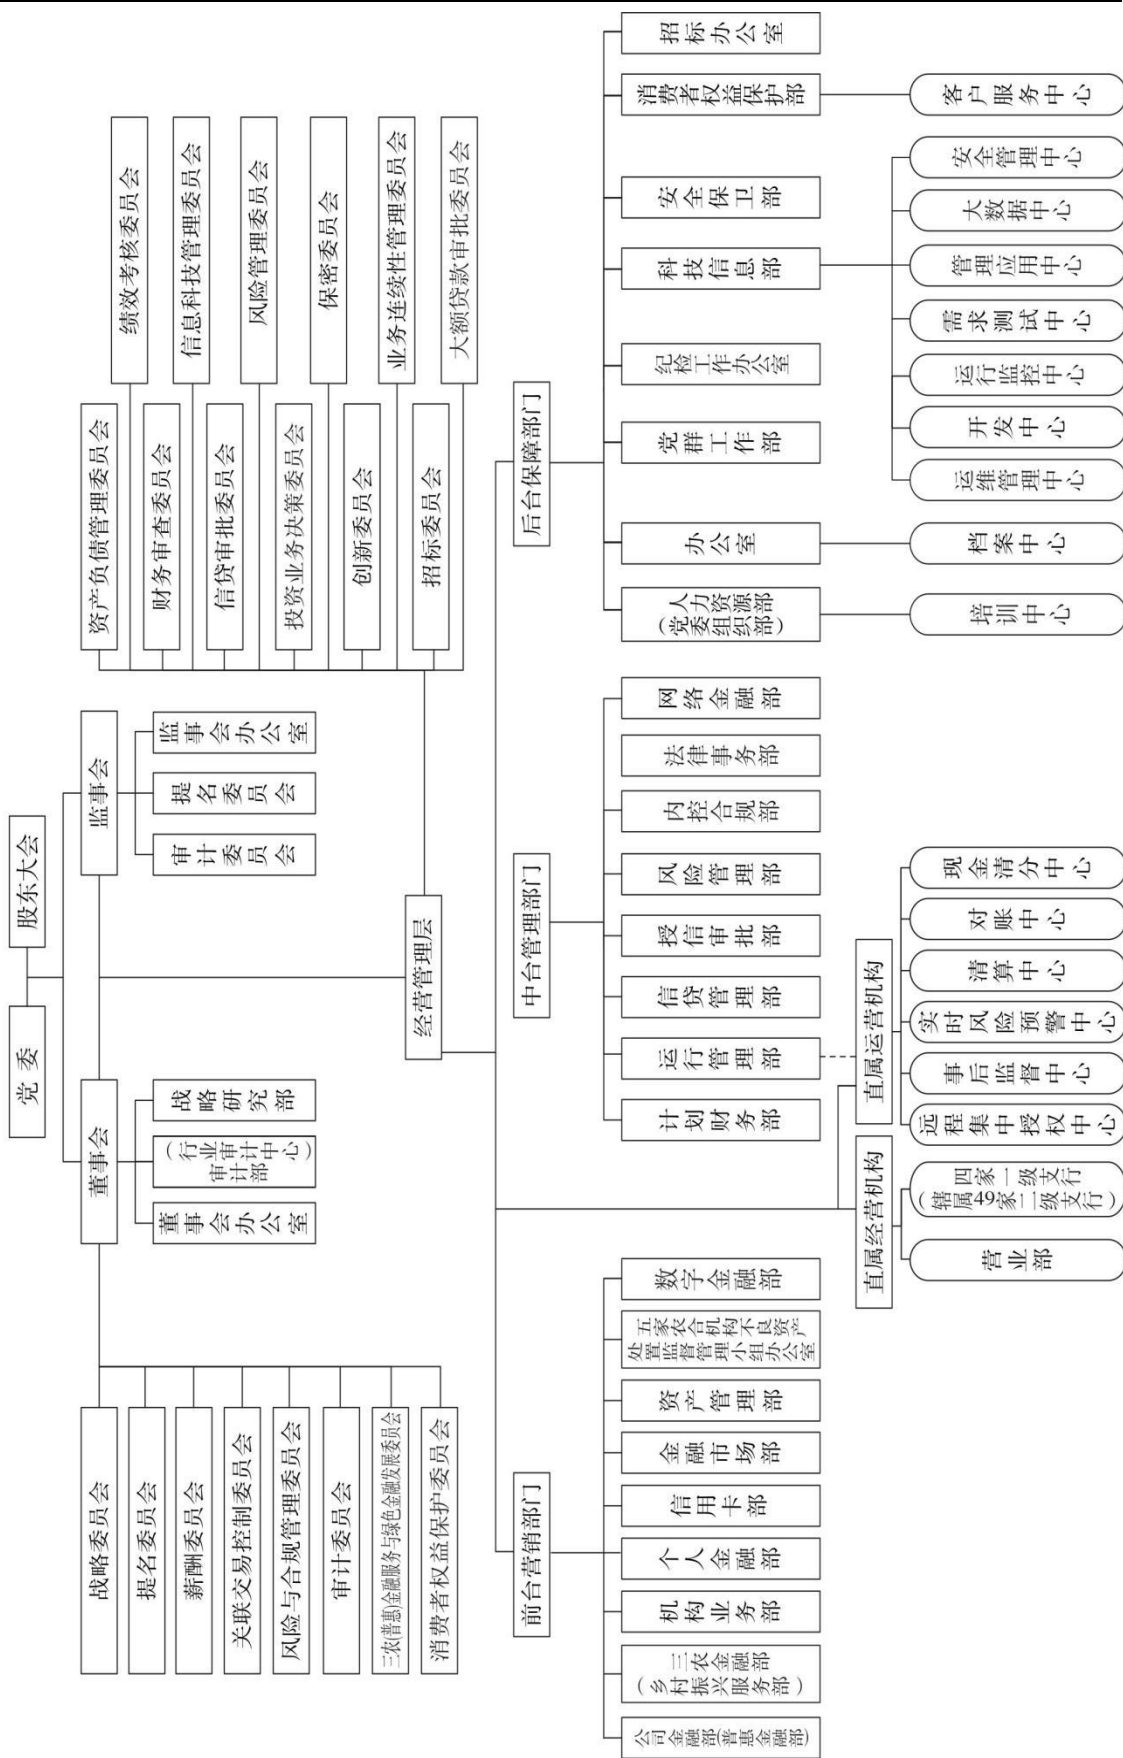 党委
股东大会
董事会
监事会
战略委员会
提名委员会
薪酬委员会
关联交易控制委员会
风险与合规管理委员会
审计委员会
三农(普惠)金融服务与绿色金融发展委员会
消费者权益保护委员会
董事会办公室
审计部
(行业审计中心)
战略研究部
审计委员会
提名委员会
监事会办公室
经营管理层
资产负债管理委员会
绩效考核委员会
财务审查委员会
信息科技管理委员会
信贷审批委员会
风险管理委员会
投资业务决策委员会
保密委员会
创新委员会
业务连续性管理委员会
招标委员会
大额贷款审批委员会
前台营销部门
中台管理部门
后台保障部门
公司金融部(普惠金融部)
三农金融部
(乡村振兴服务部)
机构业务部
个人金融部
信用卡部
金融市场部
资产管理部
五家农合机构不良资产
处置监督管理小组办公室
数字金融部
计划财务部
运行管理部
信贷管理部
授信审批部
风险管理部
内控合规部
法律事务部
网络金融部
人力资源部
(党委组织部)
办公室
党群工作部
纪检工作办公室
科技信息部
安全保卫部
消费者权益保护部
招标办公室
直属经营机构
直属运营机构
营业部
四家一级支行
(辖属49家二级支行)
远程集中授权中心
事后监督中心
实时风险预警中心
清算中心
对账中心
现金清分中心
培训中心
档案中心
运维管理中心
开发中心
运行监控中心
需求测试中心
管理应用中心
大数据中心
安全管理中心
客户服务中心